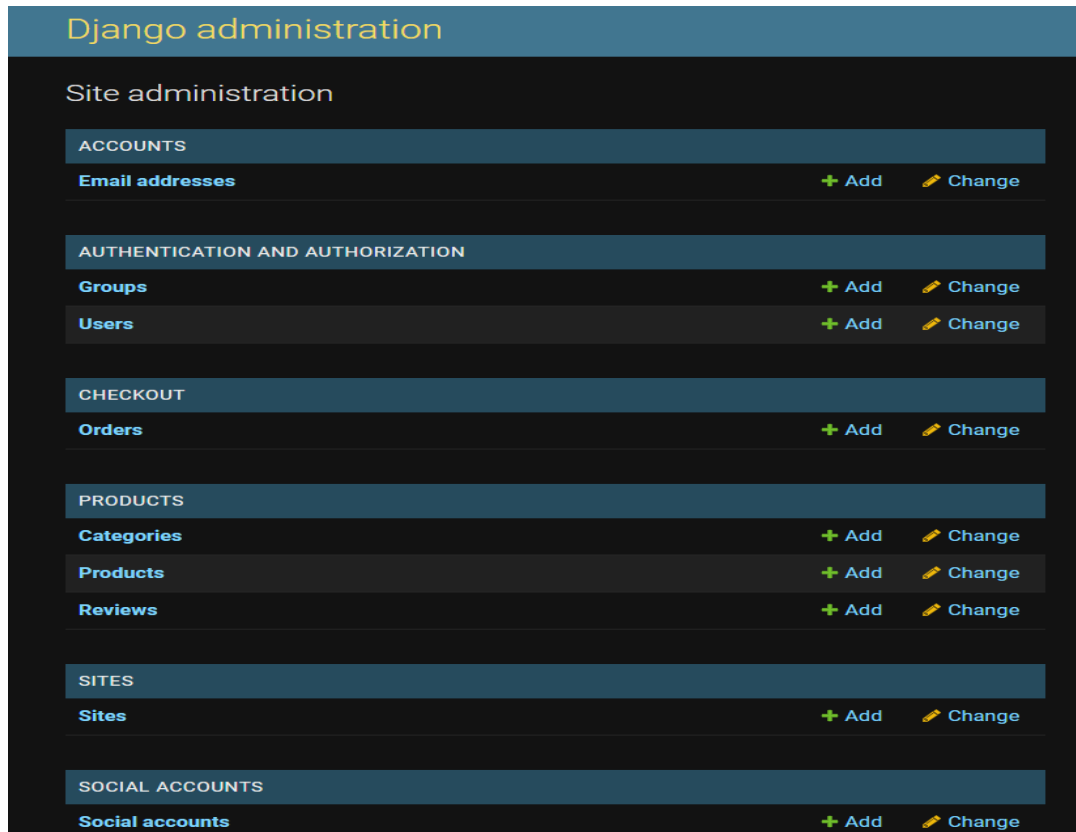 Django administration
Site administration
ACCOUNTS
Email addresses Add Change
AUTHENTICATION AND AUTHORIZATION
Groups Add Change
Users Add Change
CHECKOUT
Orders Add Change
PRODUCTS
Categories Add Change
Products Add Change
Reviews Add Change
SITES
Sites Add Change
SOCIAL ACCOUNTS
Social accounts Add Change